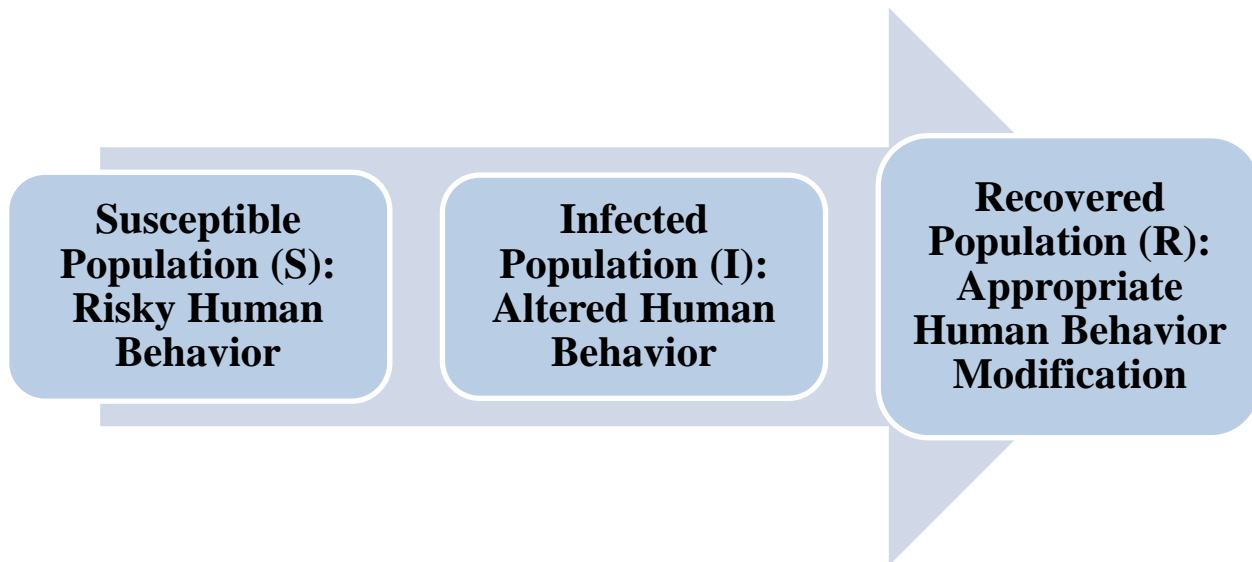 Susceptible
Population (S):
Risky Human
Behavior
Infected
Population (I):
Altered Human
Behavior
Recovered
Population (R):
Appropriate
Human Behavior
Modification